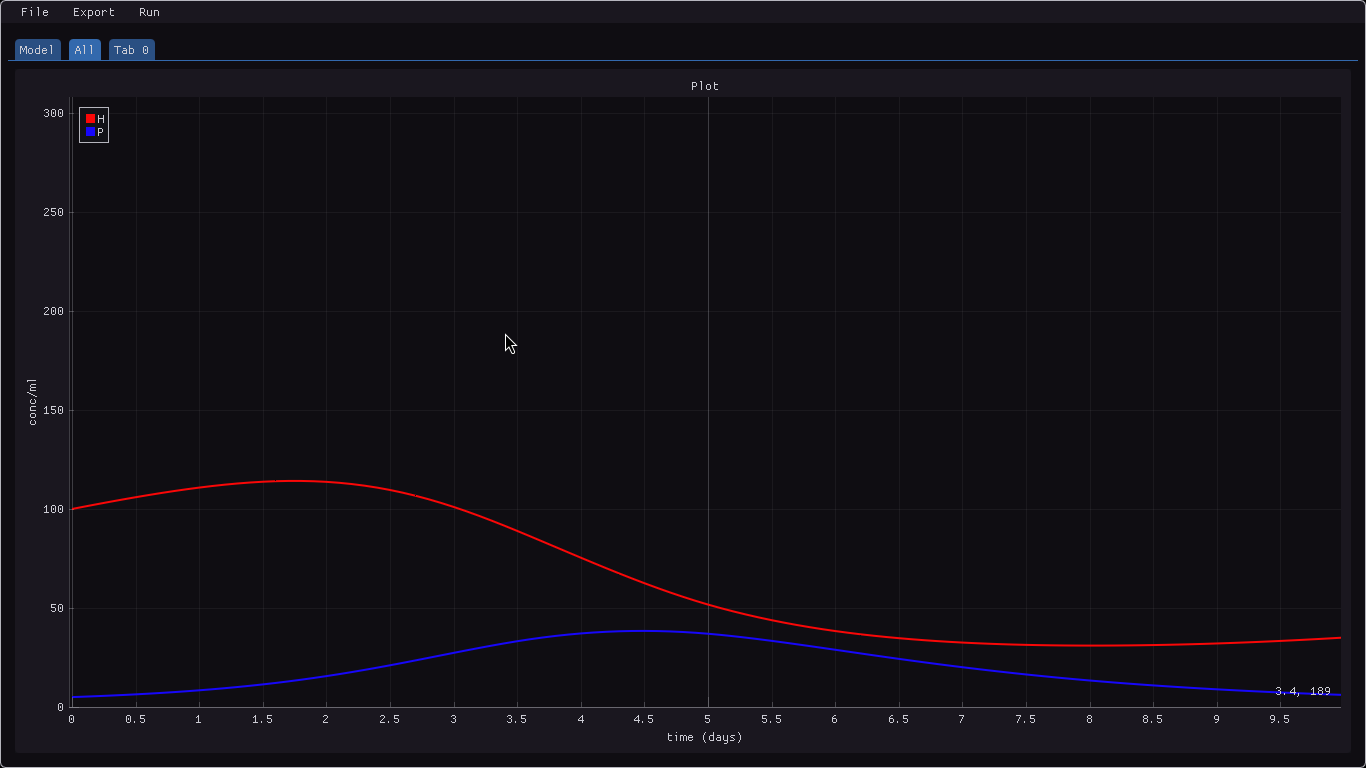 File Export Run
Model All Tab 0
Plot
H
P
300
250
200
150
100
50
0
conc/ml
3.4, 189
0 0.5 1 1.5 2 2.5 3 3.5 4 4.5 5 5.5 6 6.5 7 7.5 8 8.5 9 9.5
time (days)